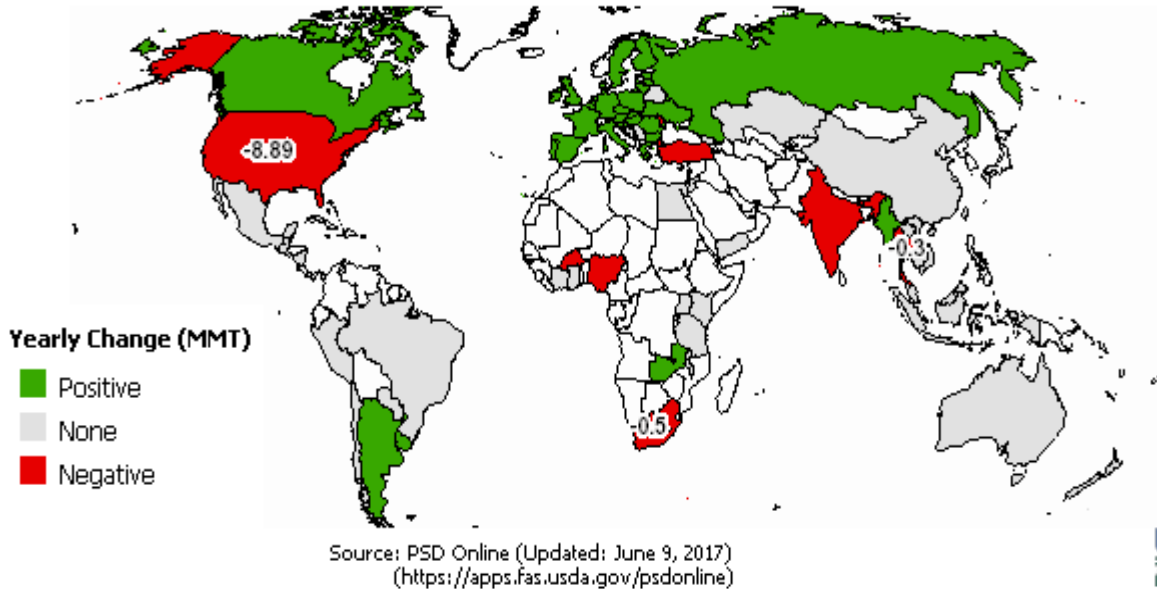 -8.89
-0.3
-0.5
Yearly Change (MMT)
Positive
None
Negative
Source: PSD Online (Updated: June 9, 2017)
(https://apps.fas.usda.gov/psdonline)